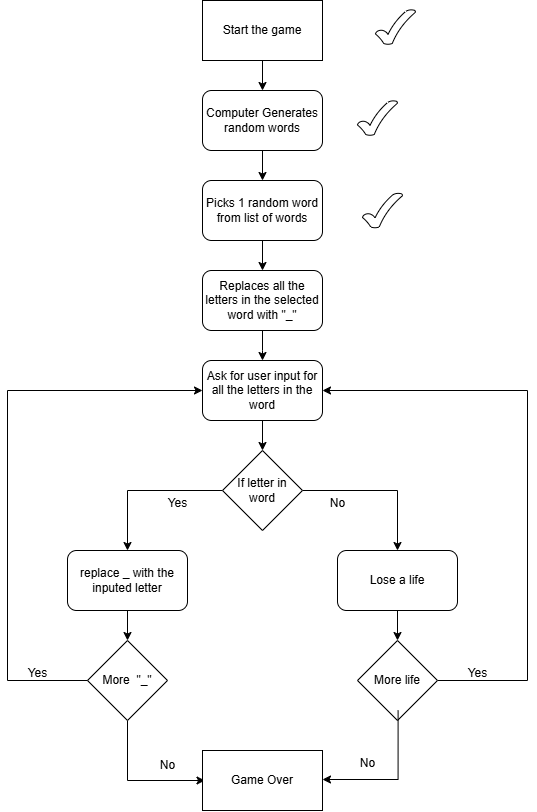 Start the game
Computer Generates
random words
Picks 1 random word
from list of words
Replaces all the
letters in the selected
word with "_"
Ask for user input for
all the letters in the
word
If letter in
word
Yes
No
replace _ with the
inputed letter
Lose a life
More "_"
Yes
More life
Yes
No
No
Game Over